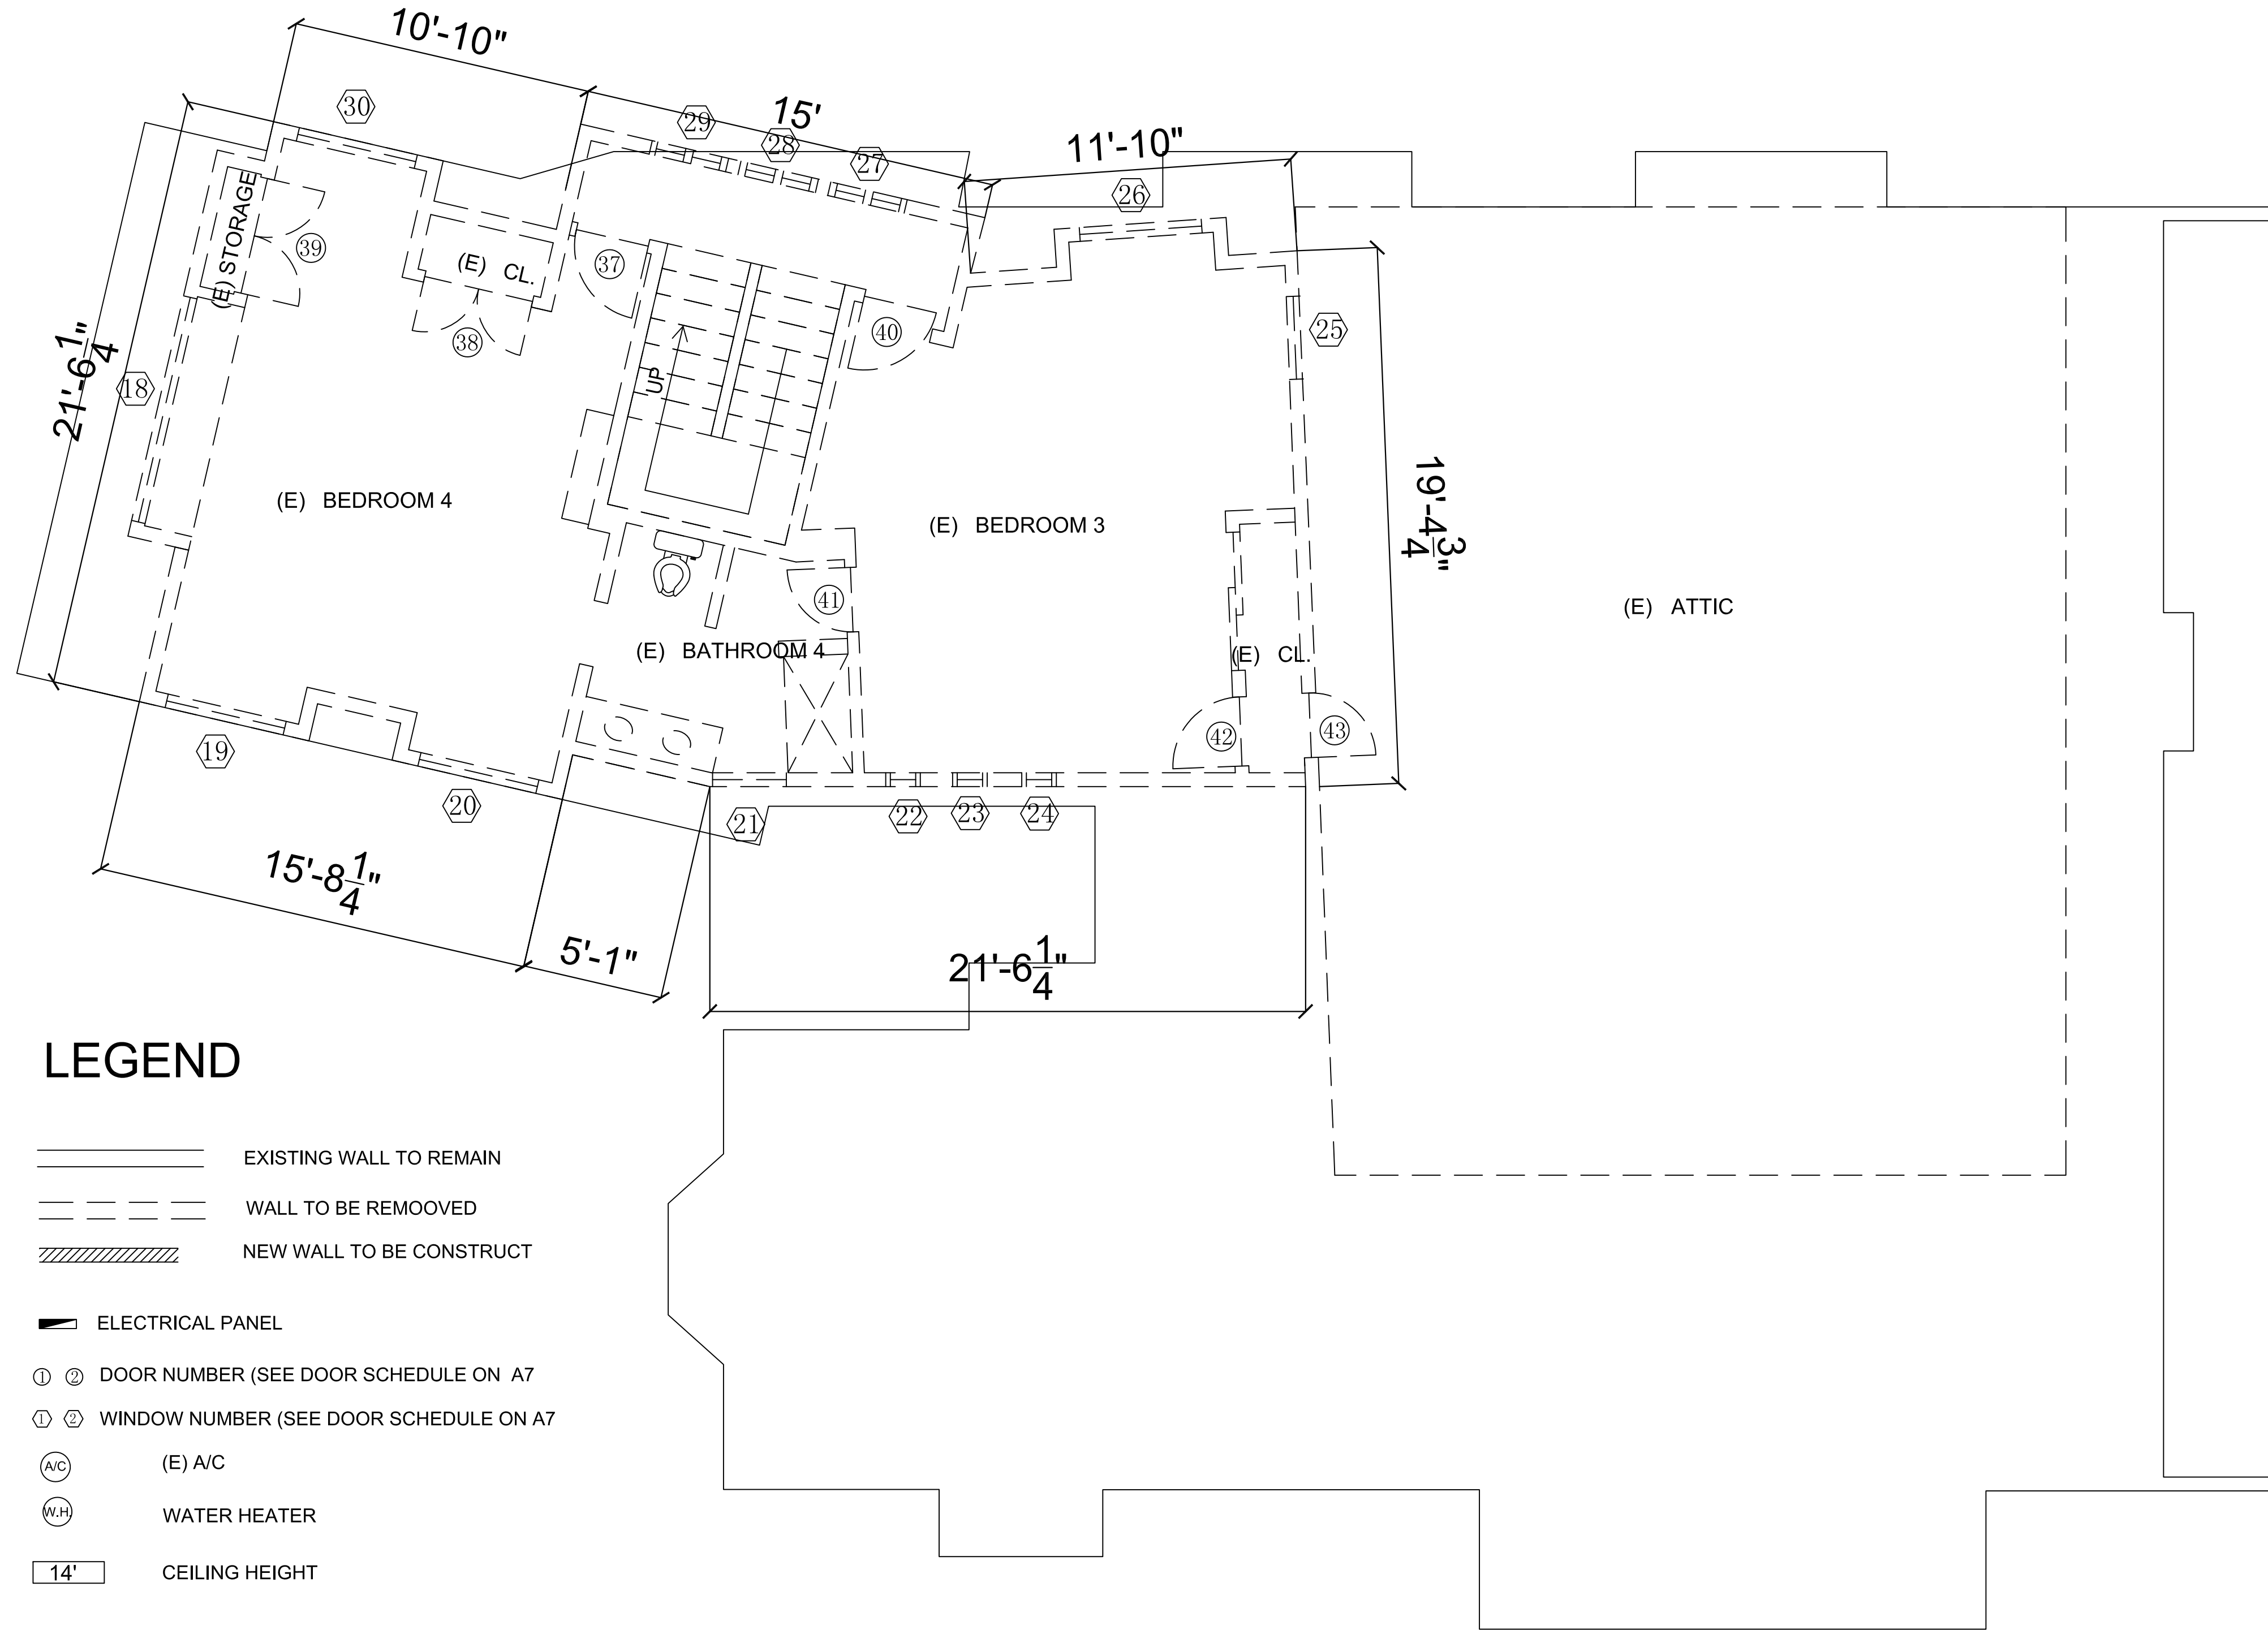 10'-10"
30
29
15'
28
27
11'-10"
26
(E) STORAGE
39
(E) CL.
37
38
40
25
21'-6 1/4"
18
UP
19'-4 3/4"
(E) BEDROOM 4
(E) BEDROOM 3
(E) ATTIC
41
(E) BATHROOM 4
(E) CL.
42
43
19
20
21
22
23
24
15'-8 1/4"
5'-1"
21'-6 1/4"
LEGEND
EXISTING WALL TO REMAIN
WALL TO BE REMOOVED
NEW WALL TO BE CONSTRUCT
ELECTRICAL PANEL
1 2 DOOR NUMBER (SEE DOOR SCHEDULE ON A7
1 2 WINDOW NUMBER (SEE DOOR SCHEDULE ON A7
A/C (E) A/C
W.H. WATER HEATER
14' CEILING HEIGHT